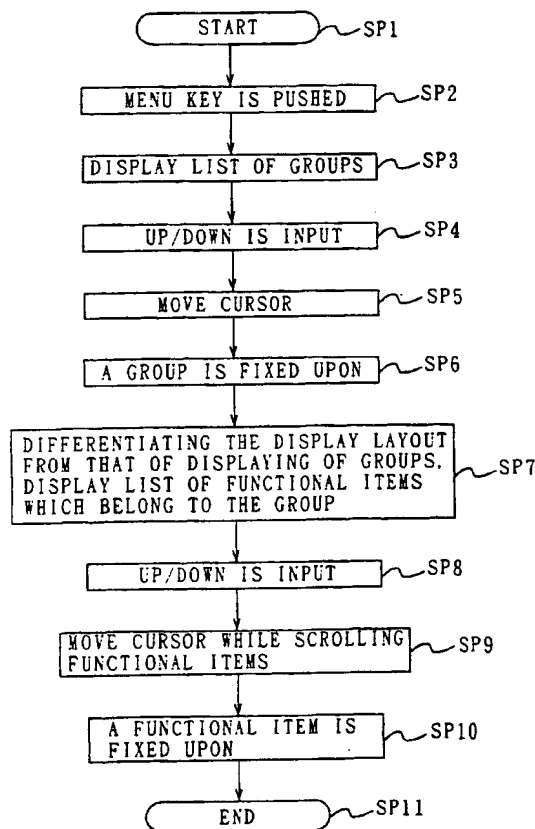 START SP1
MENU KEY IS PUSHED SP2
DISPLAY LIST OF GROUPS SP3
UP/DOWN IS INPUT SP4
MOVE CURSOR SP5
A GROUP IS FIXED UPON SP6
DIFFERENTIATING THE DISPLAY LAYOUT
FROM THAT OF DISPLAYING OF GROUPS.
DISPLAY LIST OF FUNCTIONAL ITEMS
WHICH BELONG TO THE GROUP
SP7
UP/DOWN IS INPUT SP8
MOVE CURSOR WHILE SCROLLING
FUNCTIONAL ITEMS
SP9
A FUNCTIONAL ITEM IS
FIXED UPON
SP10
END SP11